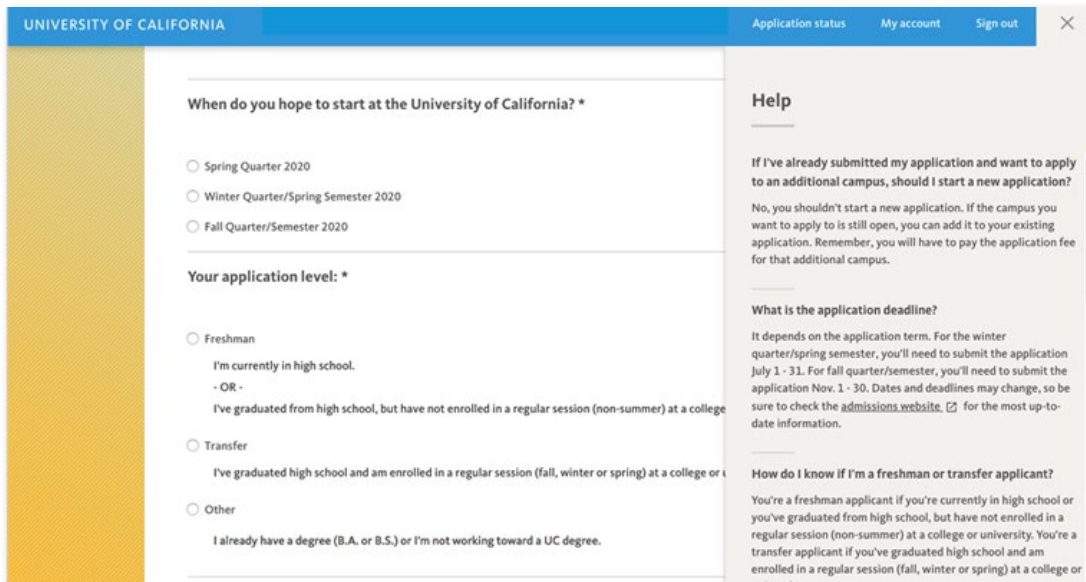 UNIVERSITY OF CALIFORNIA
Application status
My account
Sign out
When do you hope to start at the University of California? *
Spring Quarter 2020
Winter Quarter/Spring Semester 2020
Fall Quarter/Semester 2020
Your application level: *
Freshman
I'm currently in high school.
- OR -
I've graduated from high school, but have not enrolled in a regular session (non-summer) at a college
Transfer
I've graduated high school and am enrolled in a regular session (fall, winter or spring) at a college or
Other
I already have a degree (B.A. or B.S.) or I'm not working toward a UC degree.
Help
If I've already submitted my application and want to apply
to an additional campus, should I start a new application?
No, you shouldn't start a new application. If the campus you
want to apply to is still open, you can add it to your existing
application. Remember, you will have to pay the application fee
for that additional campus.
What is the application deadline?
It depends on the application term. For the winter
quarter/spring semester, you'll need to submit the application
July 1 - 31. For fall quarter/semester, you'll need to submit the
application Nov. 1 - 30. Dates and deadlines may change, so be
sure to check the admissions website for the most up-to-
date information.
How do I know if I'm a freshman or transfer applicant?
You're a freshman applicant if you're currently in high school or
you've graduated from high school, but have not enrolled in a
regular session (non-summer) at a college or university. You're a
transfer applicant if you've graduated high school and am
enrolled in a regular session (fall, winter or spring) at a college or